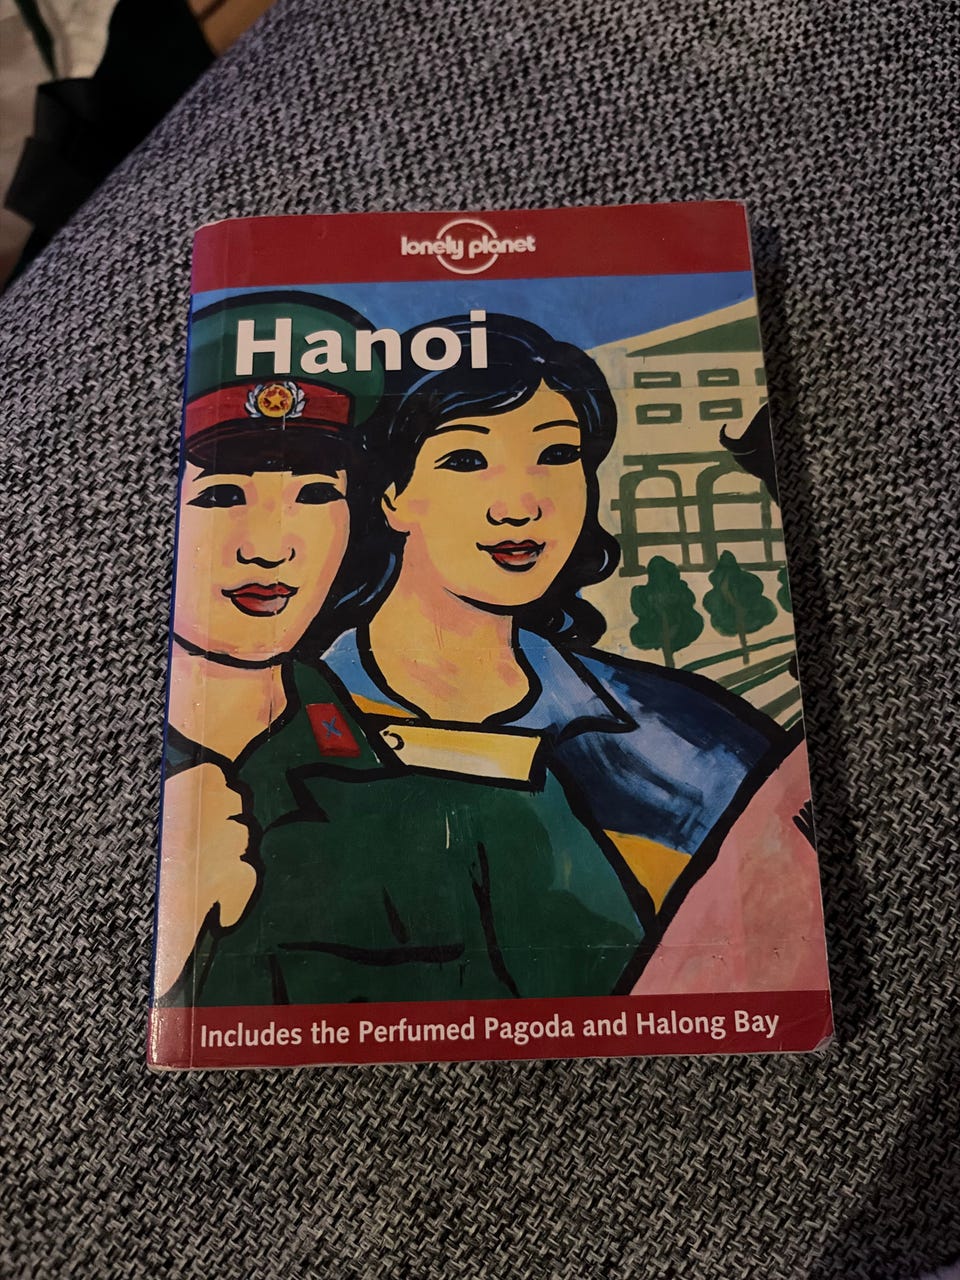 lonely planet
Hanoi
Includes the Perfumed Pagoda and Halong Bay